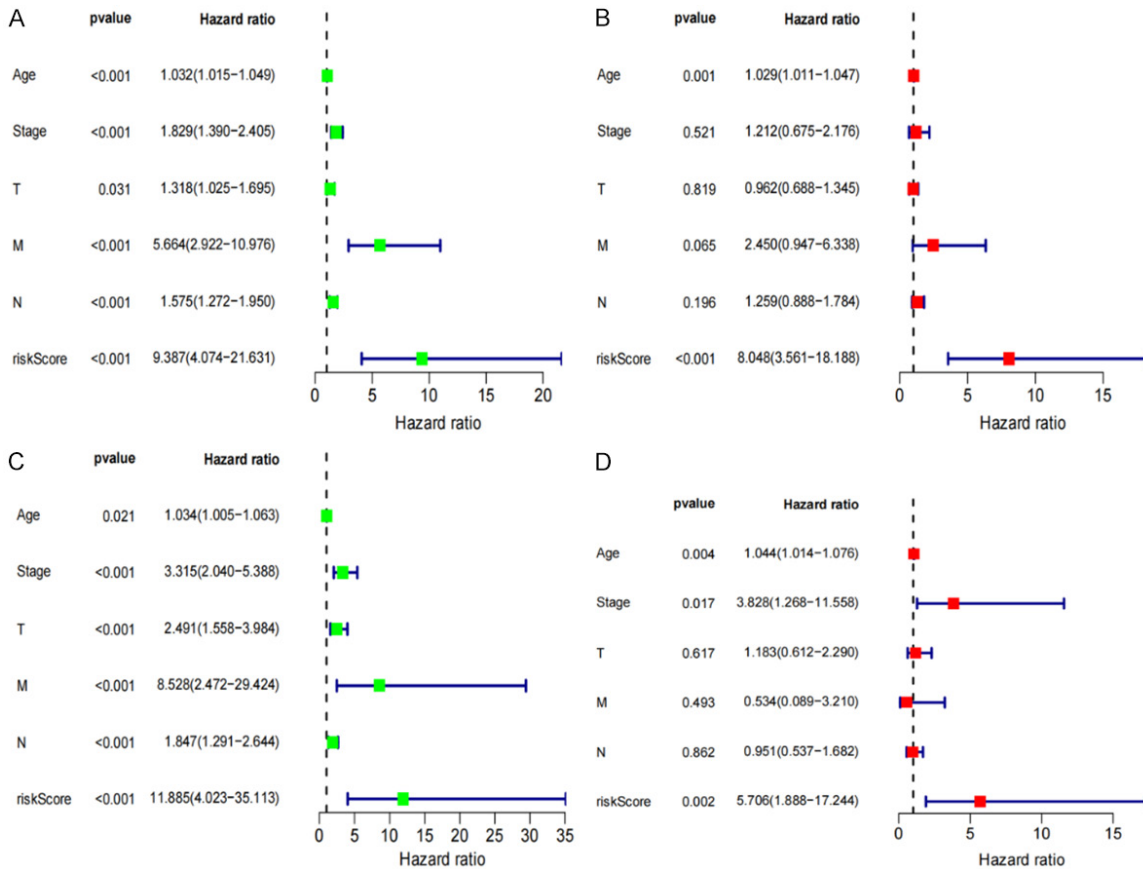 A
pvalue Hazard ratio
Age <0.001 1.032(1.015−1.049)
Stage <0.001 1.829(1.390−2.405)
T 0.031 1.318(1.025−1.695)
M <0.001 5.664(2.922−10.976)
N <0.001 1.575(1.272−1.950)
riskScore <0.001 9.387(4.074−21.631)
0 5 10 15 20
Hazard ratio
B
pvalue Hazard ratio
Age 0.001 1.029(1.011−1.047)
Stage 0.521 1.212(0.675−2.176)
T 0.819 0.962(0.688−1.345)
M 0.065 2.450(0.947−6.338)
N 0.196 1.259(0.888−1.784)
riskScore <0.001 8.048(3.561−18.188)
0 5 10 15
Hazard ratio
C
pvalue Hazard ratio
Age 0.021 1.034(1.005−1.063)
Stage <0.001 3.315(2.040−5.388)
T <0.001 2.491(1.558−3.984)
M <0.001 8.528(2.472−29.424)
N <0.001 1.847(1.291−2.644)
riskScore <0.001 11.885(4.023−35.113)
0 5 10 15 20 25 30 35
Hazard ratio
D
pvalue Hazard ratio
Age 0.004 1.044(1.014−1.076)
Stage 0.017 3.828(1.268−11.558)
T 0.617 1.183(0.612−2.290)
M 0.493 0.534(0.089−3.210)
N 0.862 0.951(0.537−1.682)
riskScore 0.002 5.706(1.888−17.244)
0 5 10 15
Hazard ratio